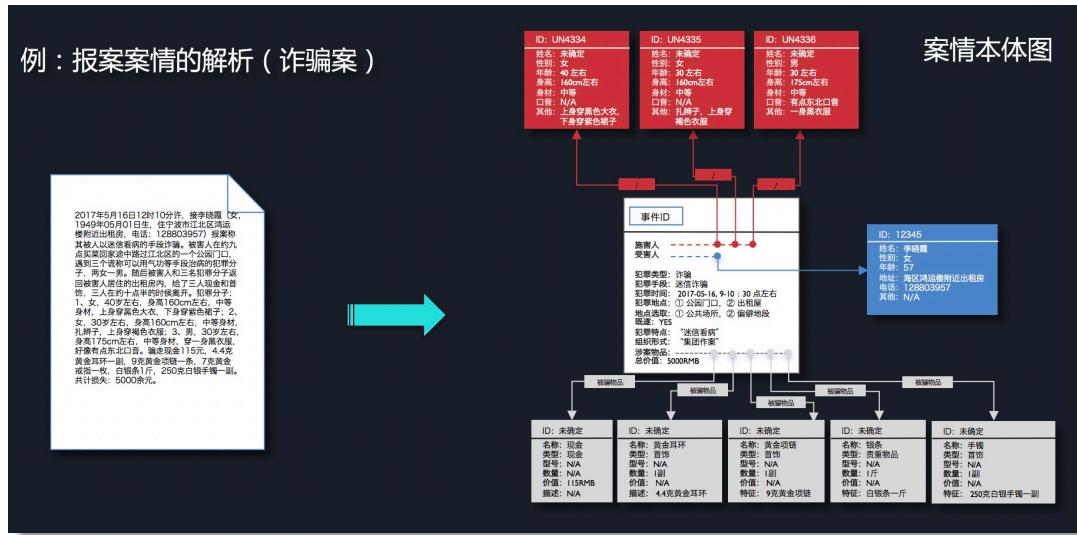 例：报案案情的解析（诈骗案）
案情本体图
2017年5月16日12时10分许，接李晓霞（女，
1949年05月01日生，住宁波市江北区鸿运
楼附近出租房，电话：128803957）报案称
其被人以迷信看病的手段诈骗。被害人在约九
点买菜回家途中路过江北区的一个公园门口，
遇到三个谎称可以用气功等手段治病的犯罪分
子，两女一男。随后被害人和三名犯罪分子返
回被害人居住的出租房内，给了三人现金和首
饰，三人在约十点半的时候离开。犯罪分子：
1、女，40岁左右，身高160cm左右，中等
身材，上身穿黑色大衣，下身穿紫色裙子；2、
女，30岁左右，身高160cm左右，中等身材，
扎辫子，上身穿褐色衣服；3、男，30岁左右，
身高175cm左右，中等身材，穿一身黑衣服，
好像有点东北口音。骗走现金115元，4.4克
黄金耳环一副，9克黄金项链一条，7克黄金
戒指一枚，白银条1斤，250克白银手镯一副。
共计损失：5000余元。
ID：UN4334
姓名：未确定
性别：女
年龄：40 左右
身高：160cm左右
身材：中等
口音：N/A
其他：上身穿黑色大衣，
下身穿紫色裙子
ID：UN4335
姓名：未确定
性别：女
年龄：30 左右
身高：160cm左右
身材：中等
口音：N/A
其他：扎辫子，上身穿
褐色衣服
ID：UN4336
姓名：未确定
性别：男
年龄：30 左右
身高：175cm左右
身材：中等
口音：有点东北口音
其他：一身黑衣服
/
/
/
事件ID
施害人
受害人
犯罪类型：诈骗
犯罪手段：迷信诈骗
犯罪时间：2017-05-16, 9-10：30 点左右
犯罪地点：① 公园门口，② 出租屋
地点选取：① 公共场所，② 偏僻地段
既遂：YES
犯罪特点：“迷信看病”
组织形式：“集团作案”
涉案物品：
总价值：5000RMB
ID: 12345
姓名：李晓霞
性别：女
年龄：57
地址：海区鸿运楼附近出租房
电话：128803957
其他：N/A
被骗物品
被骗物品
被骗物品
被骗物品
被骗物品
ID：未确定
名称：现金
类型：现金
型号：N/A
数量：N/A
价值：115RMB
描述：N/A
ID：未确定
名称：黄金耳环
类型：首饰
型号：N/A
数量：1副
价值：N/A
描述：4.4克黄金耳环
ID：未确定
名称：黄金项链
类型：首饰
型号：N/A
数量：1副
价值：N/A
特征：9克黄金项链
ID：未确定
名称：银条
类型：贵重物品
型号：N/A
数量：1斤
价值：N/A
特征：白银条一斤
ID：未确定
名称：手镯
类型：首饰
型号：N/A
数量：1副
价值：N/A
特征：250克白银手镯一副